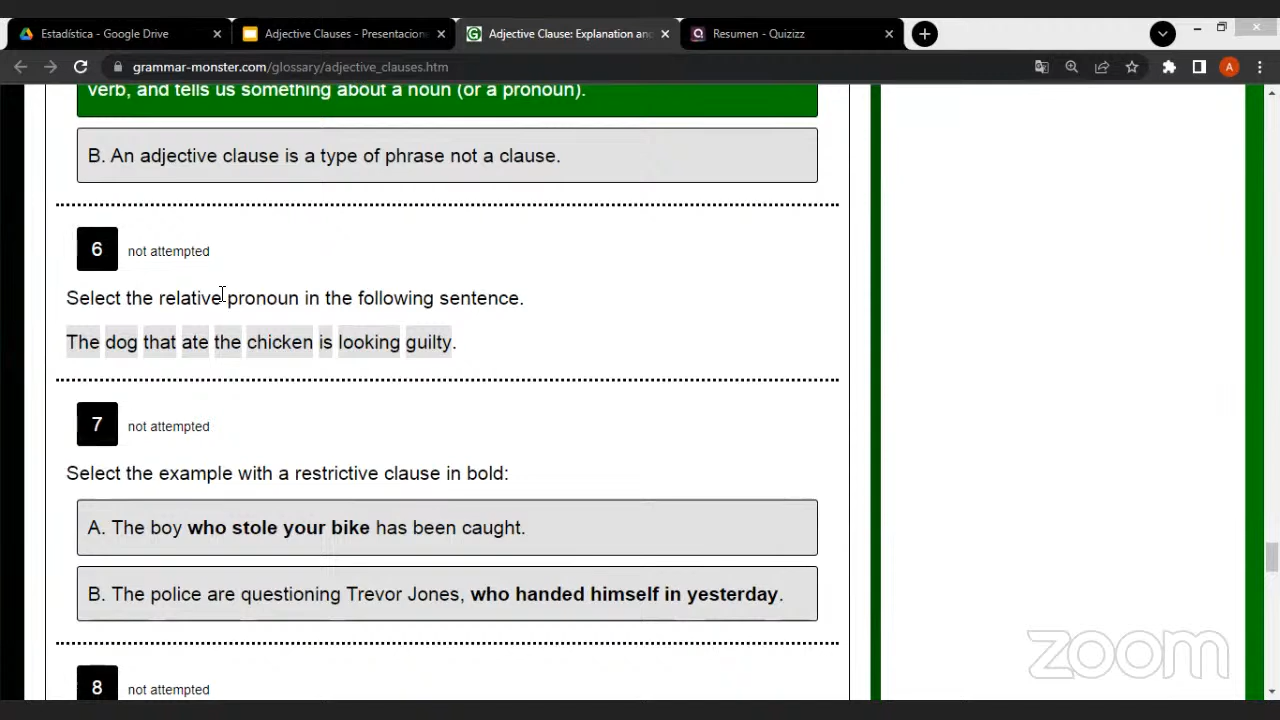 Estadística - Google Drive
Adjective Clauses - Presentacion
Adjective Clause: Explanation an
Resumen - Quizizz
grammar-monster.com/glossary/adjective_clauses.htm
A
verb, and tells us something about a noun (or a pronoun).
B. An adjective clause is a type of phrase not a clause.
6 not attempted
Select the relative pronoun in the following sentence.
The dog that ate the chicken is looking guilty.
7 not attempted
Select the example with a restrictive clause in bold:
A. The boy who stole your bike has been caught.
B. The police are questioning Trevor Jones, who handed himself in yesterday.
zoom
8 not attempted